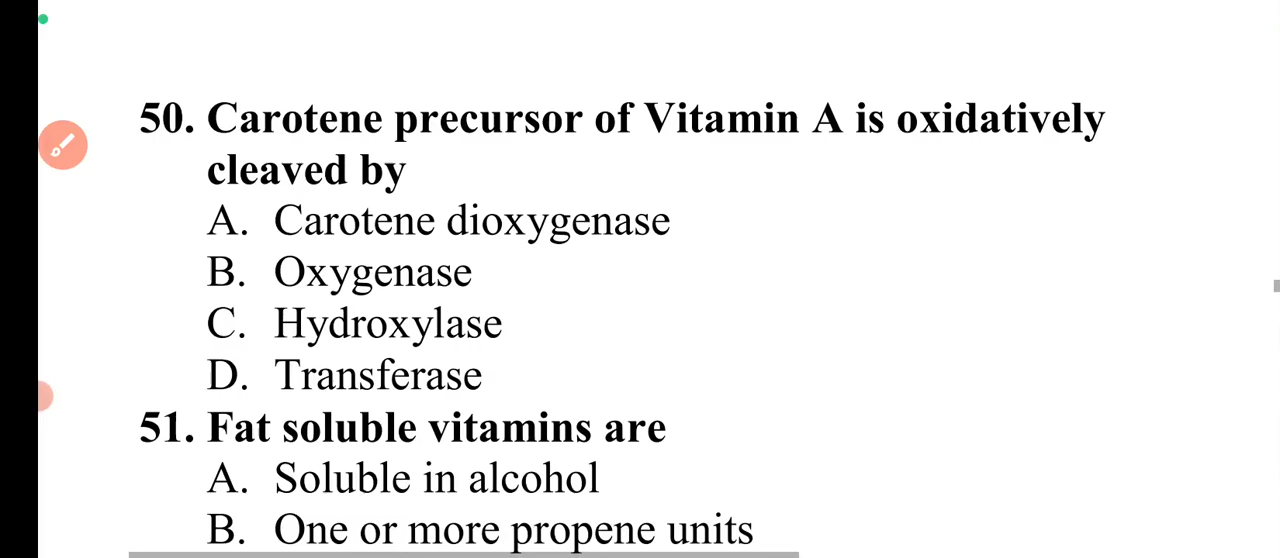 50. Carotene precursor of Vitamin A is oxidatively
cleaved by
A. Carotene dioxygenase
B. Oxygenase
C. Hydroxylase
D. Transferase
51. Fat soluble vitamins are
A. Soluble in alcohol
B. One or more propene units